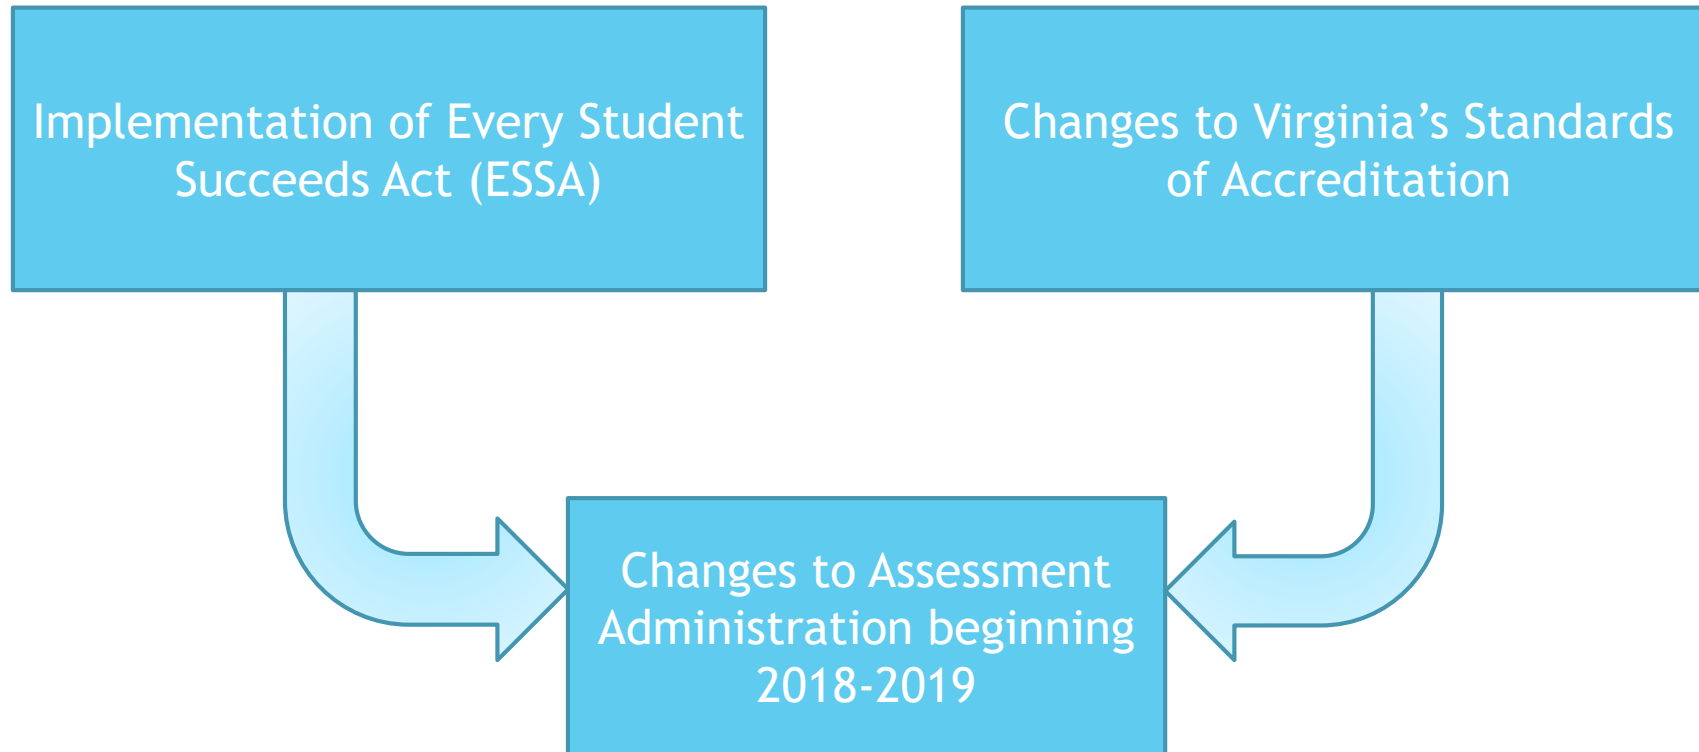 Implementation of Every Student
Succeeds Act (ESSA)
Changes to Virginia’s Standards
of Accreditation
Changes to Assessment
Administration beginning
2018-2019